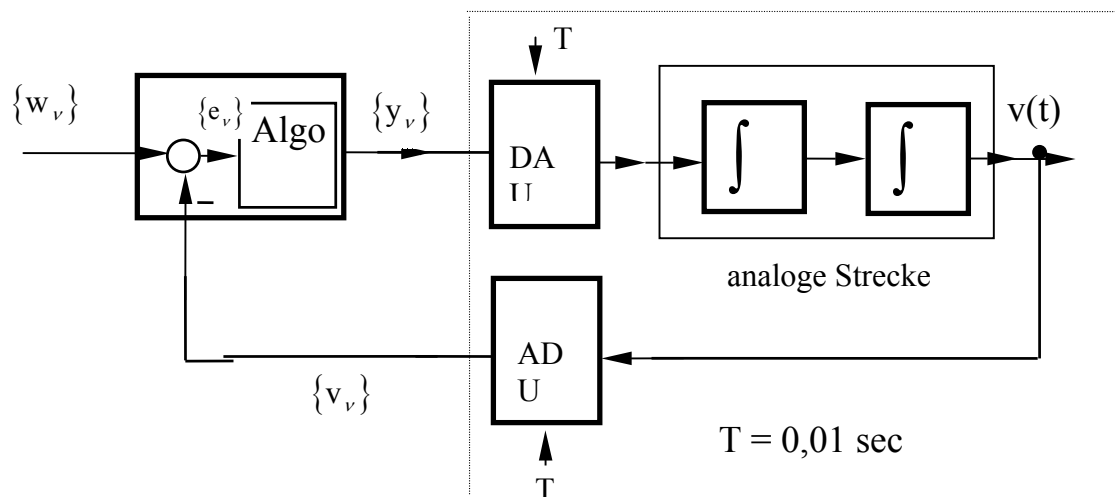 T
{w_ν}
{e_ν}
Algo
{y_ν}
DA
U
∫
∫
v(t)
analoge Strecke
AD
U
{v_ν}
T = 0,01 sec
T